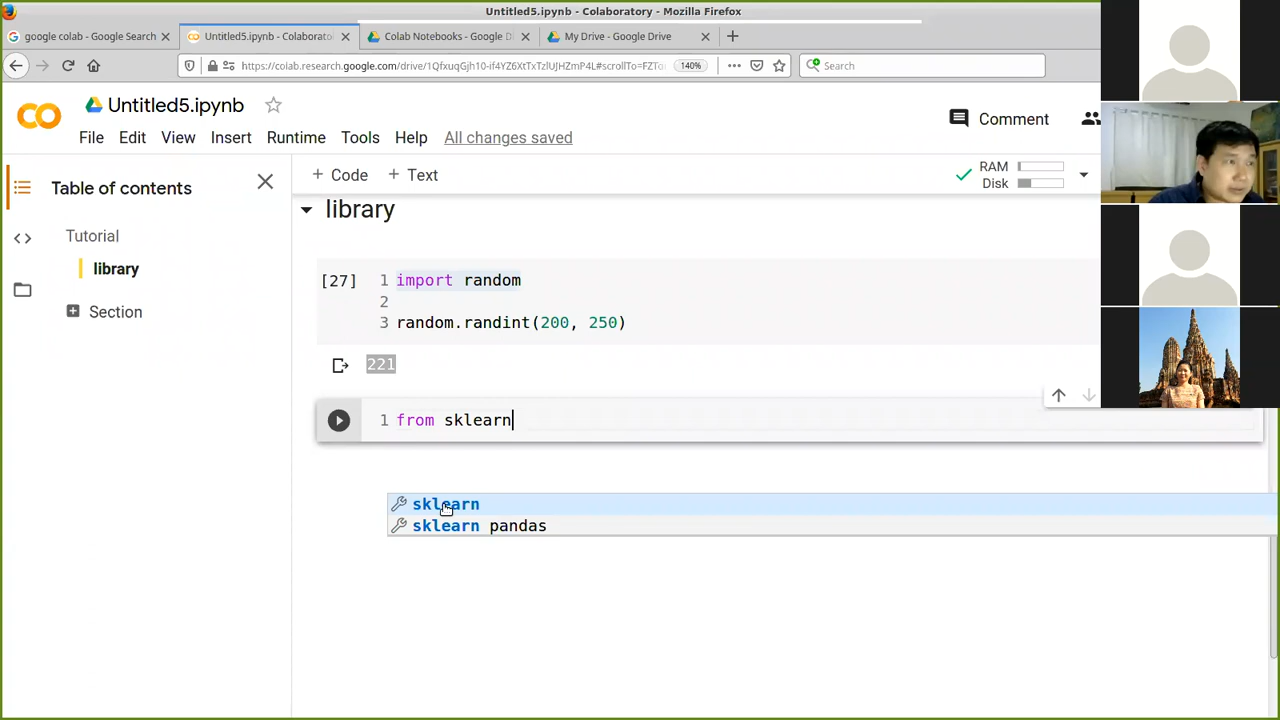 Untitled5.ipynb - Colaboratory - Mozilla Firefox
google colab - Google Search
Untitled5.ipynb - Colaborato
Colab Notebooks - Google D
My Drive - Google Drive
140%
Search
Untitled5.ipynb
File Edit View Insert Runtime Tools Help All changes saved
Comment
+ Code + Text
RAM
Disk
Table of contents
Tutorial
library
Section
library
[27] 1 import random
2
3 random.randint(200, 250)
221
1 from sklearn
sklearn
sklearn pandas